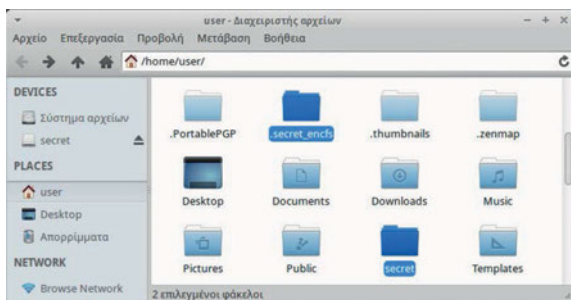 user - Διαχειριστής αρχείων
Αρχείο Επεξεργασία Προβολή Μετάβαση Βοήθεια
/home/user/
DEVICES
Σύστημα αρχείων
secret
PLACES
user
Desktop
Απορρίμματα
NETWORK
Browse Network
.PortablePGP .secret_encfs .thumbnails .zenmap
Desktop Documents Downloads Music
Pictures Public secret Templates
2 επιλεγμένοι φάκελοι